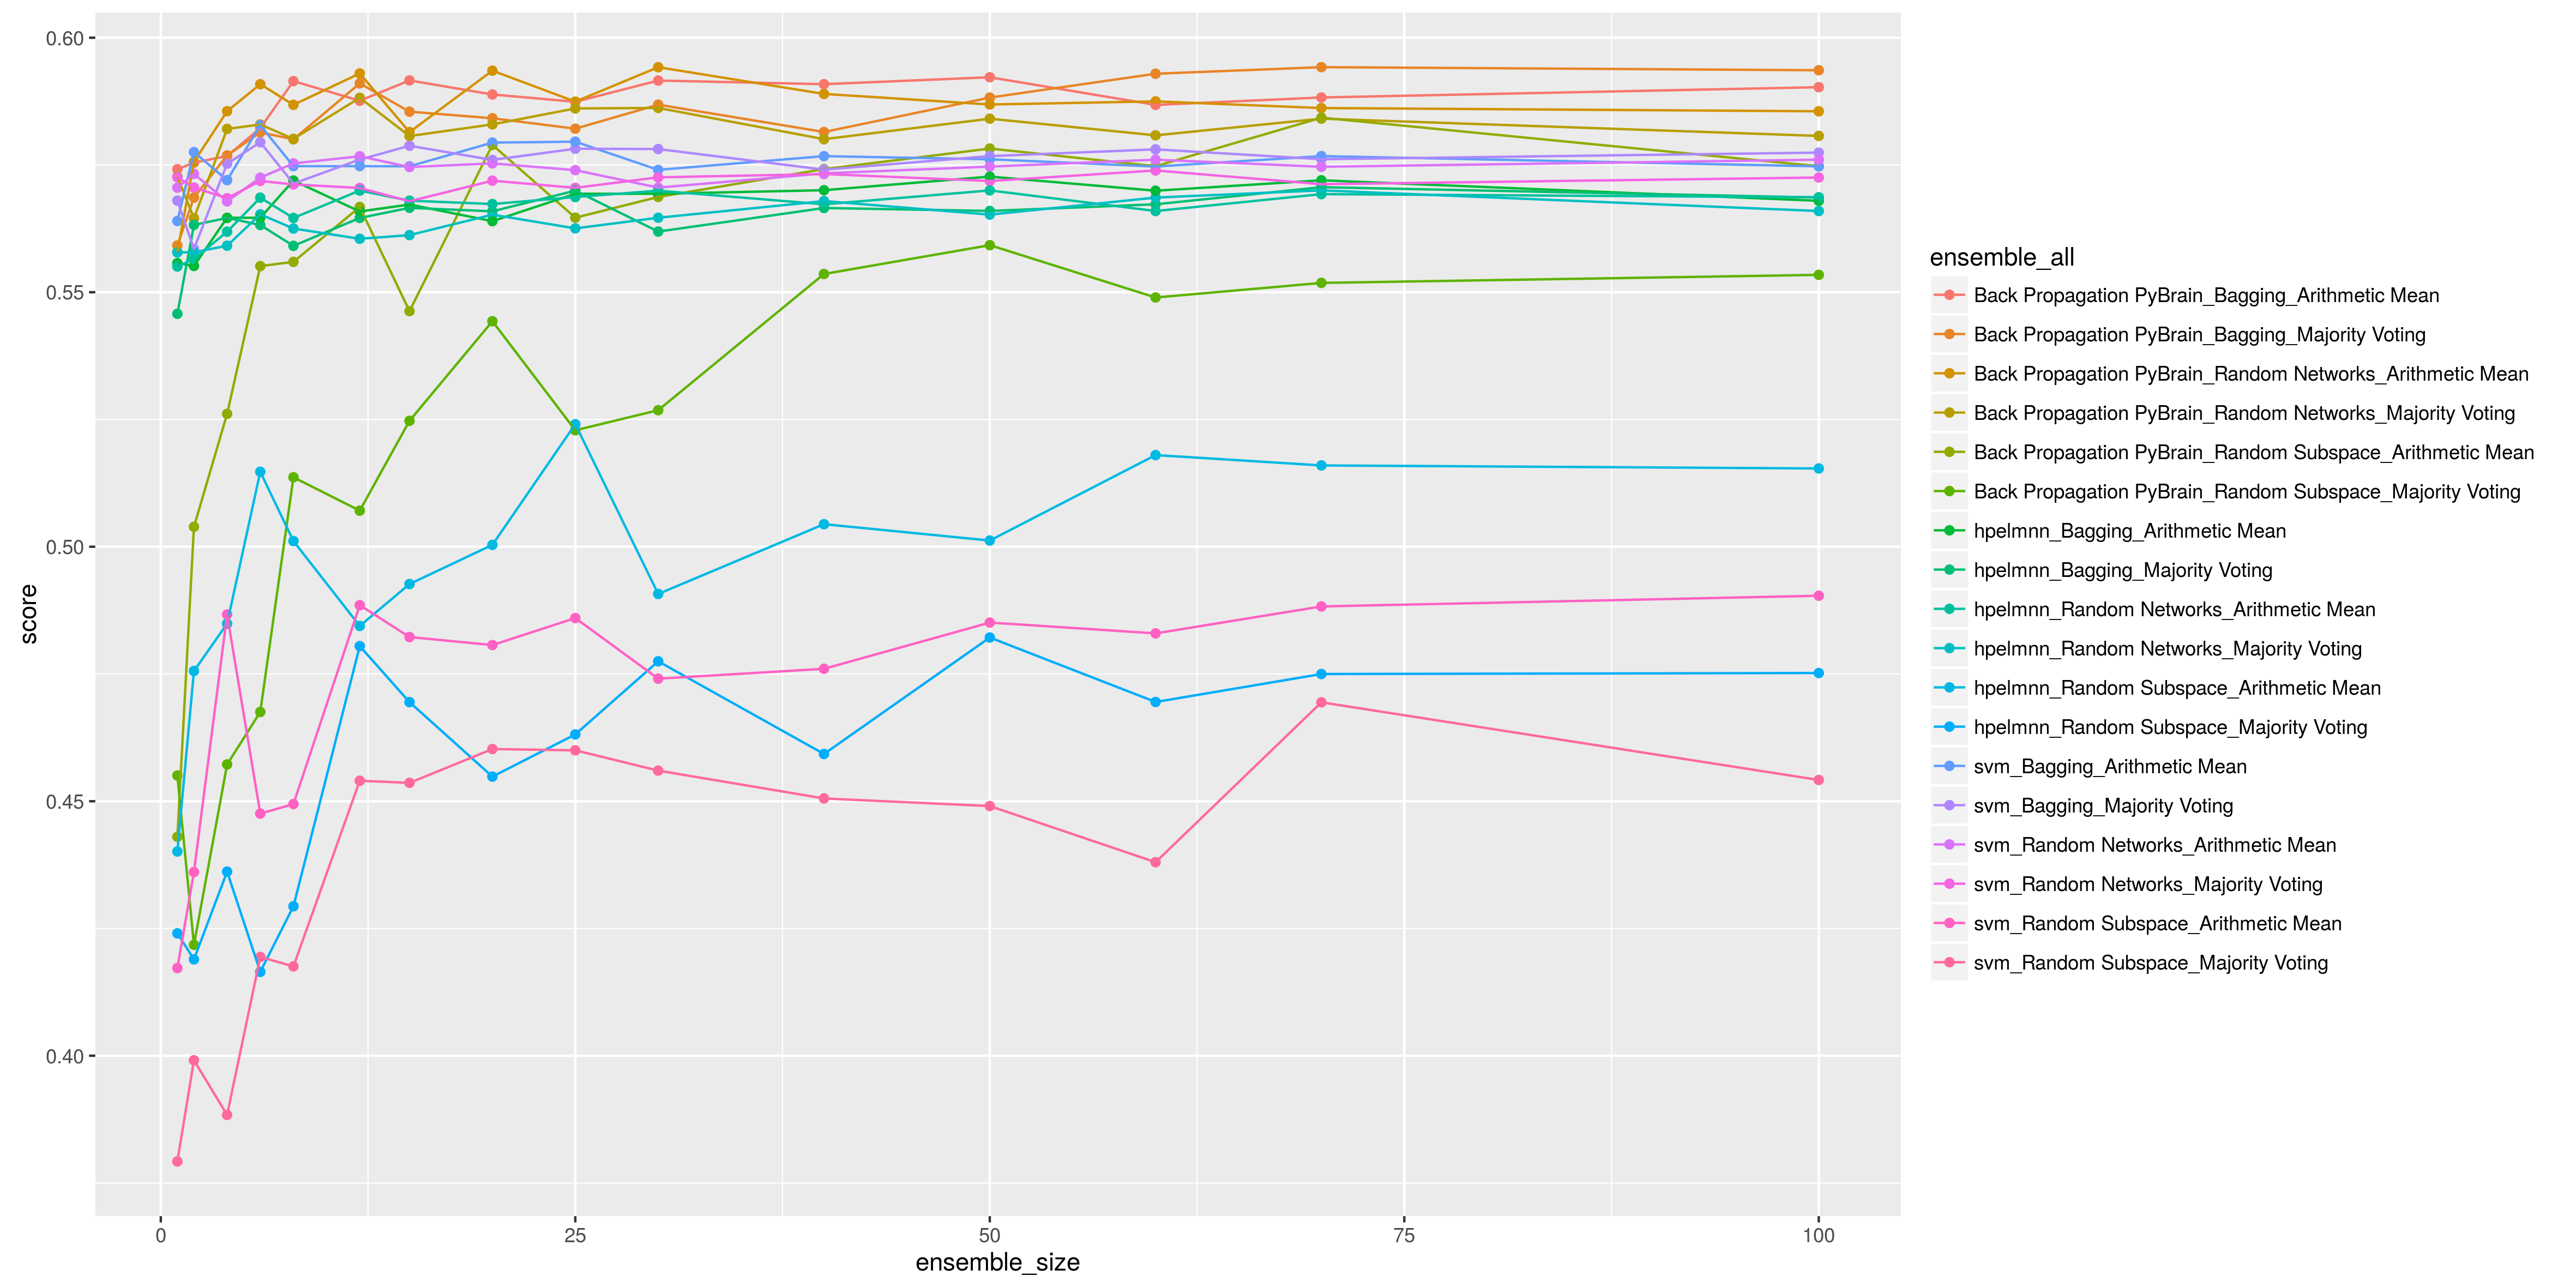 0.60
0.55
0.50
0.45
0.40
score
0
25
50
75
100
ensemble_size
ensemble_all
Back Propagation PyBrain_Bagging_Arithmetic Mean
Back Propagation PyBrain_Bagging_Majority Voting
Back Propagation PyBrain_Random Networks_Arithmetic Mean
Back Propagation PyBrain_Random Networks_Majority Voting
Back Propagation PyBrain_Random Subspace_Arithmetic Mean
Back Propagation PyBrain_Random Subspace_Majority Voting
hpelmnn_Bagging_Arithmetic Mean
hpelmnn_Bagging_Majority Voting
hpelmnn_Random Networks_Arithmetic Mean
hpelmnn_Random Networks_Majority Voting
hpelmnn_Random Subspace_Arithmetic Mean
hpelmnn_Random Subspace_Majority Voting
svm_Bagging_Arithmetic Mean
svm_Bagging_Majority Voting
svm_Random Networks_Arithmetic Mean
svm_Random Networks_Majority Voting
svm_Random Subspace_Arithmetic Mean
svm_Random Subspace_Majority Voting